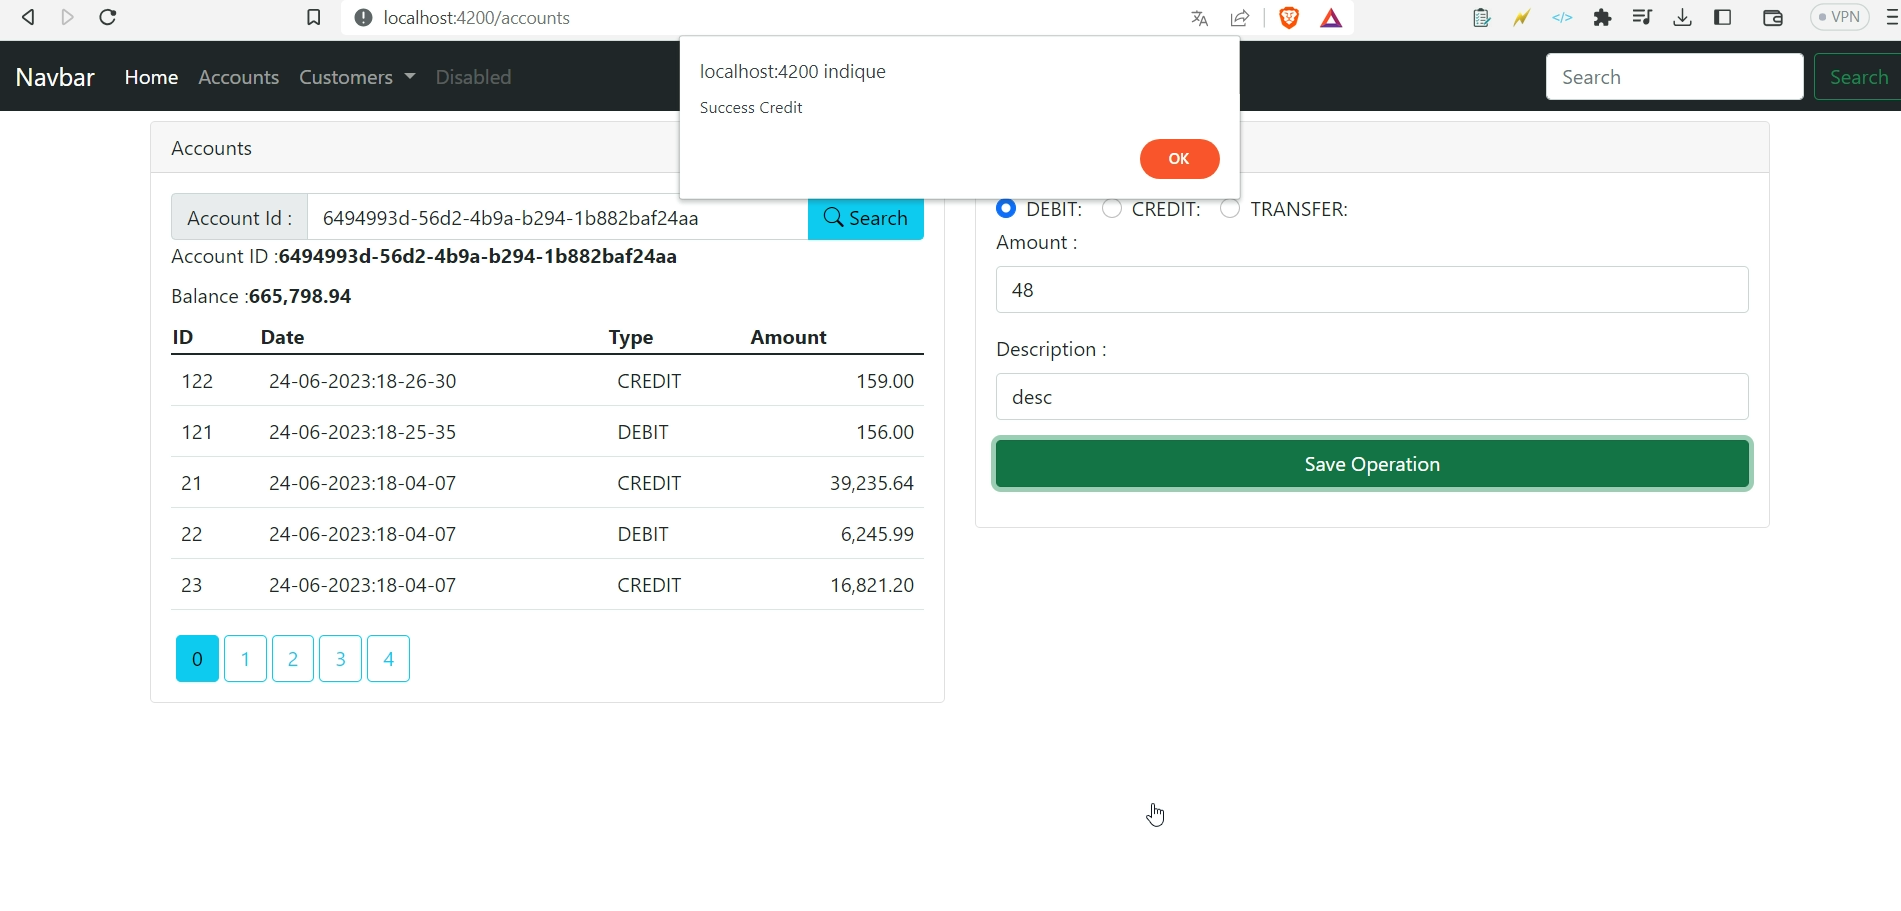 localhost:4200/accounts
VPN
Navbar Home Accounts Customers Disabled Search Search
localhost:4200 indique
Success Credit
OK
Accounts
Account Id : 6494993d-56d2-4b9a-b294-1b882baf24aa Search
Account ID :6494993d-56d2-4b9a-b294-1b882baf24aa
Balance :665,798.94
ID Date Type Amount
122 24-06-2023:18-26-30 CREDIT 159.00
121 24-06-2023:18-25-35 DEBIT 156.00
21 24-06-2023:18-04-07 CREDIT 39,235.64
22 24-06-2023:18-04-07 DEBIT 6,245.99
23 24-06-2023:18-04-07 CREDIT 16,821.20
0 1 2 3 4
DEBIT: CREDIT: TRANSFER:
Amount :
48
Description :
desc
Save Operation